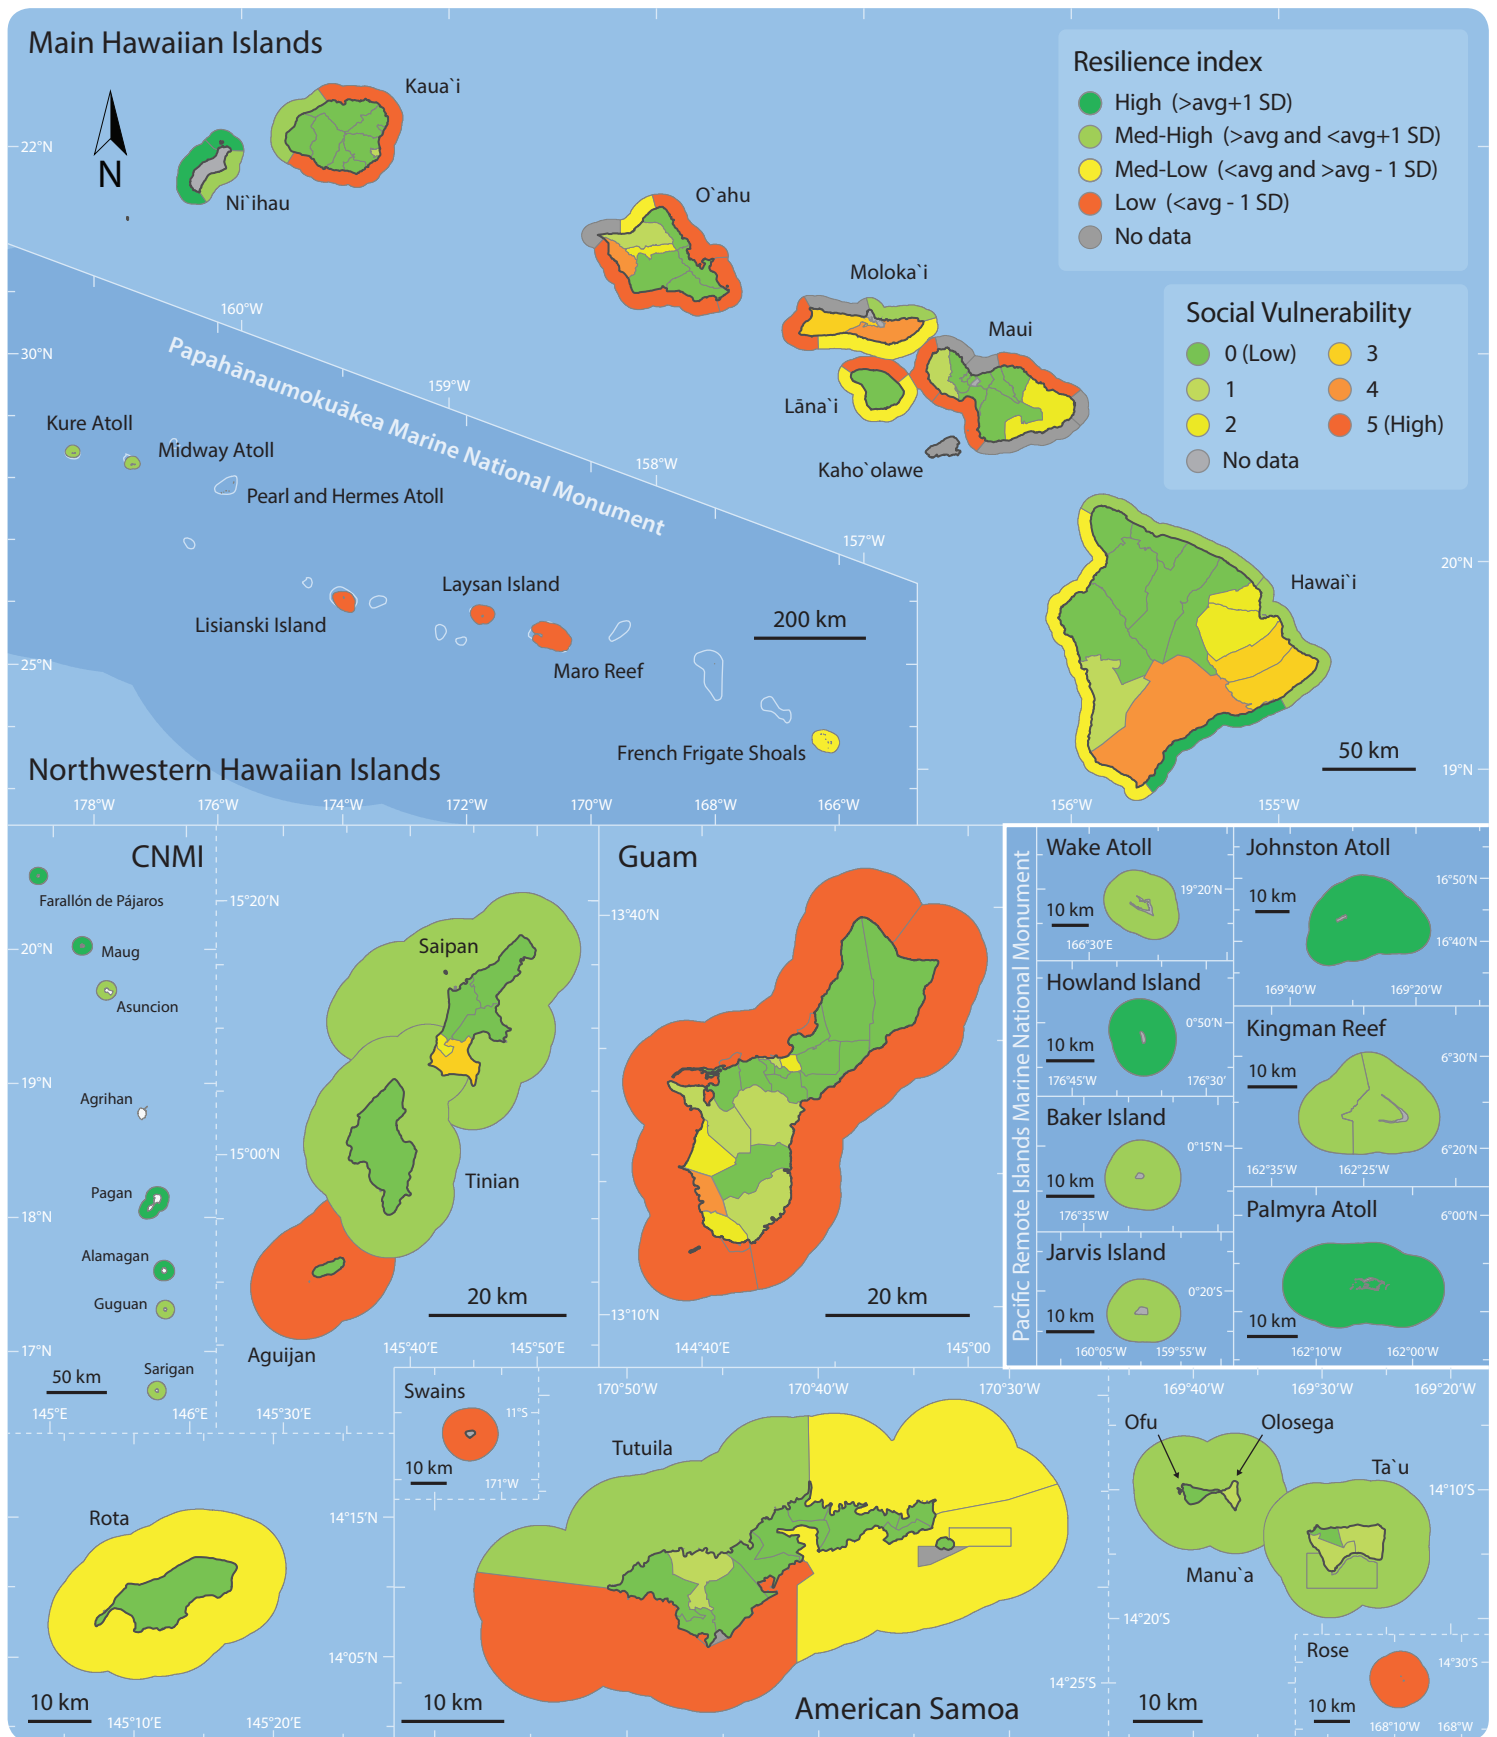 Main Hawaiian Islands
Kaua`i
N
22°N
Ni`ihau
O`ahu
Moloka`i
Maui
Lāna`i
Kaho`olawe
Hawai`i
160°W
159°W
158°W
157°W
156°W
155°W
20°N
19°N
50 km
Resilience index
High (>avg+1 SD)
Med-High (>avg and <avg+1 SD)
Med-Low (<avg and >avg - 1 SD)
Low (<avg - 1 SD)
No data
Social Vulnerability
0 (Low)
1
2
3
4
5 (High)
No data
Papahānaumokuākea Marine National Monument
30°N
25°N
Kure Atoll
Midway Atoll
Pearl and Hermes Atoll
Lisianski Island
Laysan Island
Maro Reef
French Frigate Shoals
200 km
Northwestern Hawaiian Islands
178°W
176°W
174°W
172°W
170°W
168°W
166°W
CNMI
Farallón de Pájaros
Maug
Asuncion
Agrihan
Pagan
Alamagan
Guguan
Sarigan
20°N
19°N
18°N
17°N
50 km
145°E
146°E
15°20'N
15°00'N
Saipan
Tinian
Aguijan
20 km
145°30'E
145°40'E
145°50'E
Guam
13°40'N
13°10'N
20 km
144°40'E
145°00
Pacific Remote Islands Marine National Monument
Wake Atoll
19°20'N
10 km
166°30'E
Howland Island
0°50'N
10 km
176°45'W
176°30'
Baker Island
0°15'N
10 km
176°35'W
Jarvis Island
0°20'S
10 km
160°05'W
159°55'W
Johnston Atoll
16°50'N
10 km
16°40'N
169°40'W
169°20'W
Kingman Reef
6°30'N
10 km
6°20'N
162°35'W
162°25'W
Palmyra Atoll
6°00'N
10 km
162°10'W
162°00'W
Rota
14°15'N
14°05'N
10 km
145°10'E
145°20'E
Swains
11°S
10 km
171°W
170°50'W
170°40'W
170°30'W
Tutuila
10 km
American Samoa
169°40'W
169°30'W
169°20'W
Ofu
Olosega
Ta`u
Manu`a
14°10'S
14°20'S
14°25'S
10 km
Rose
14°30'S
10 km
168°10'W
168°W